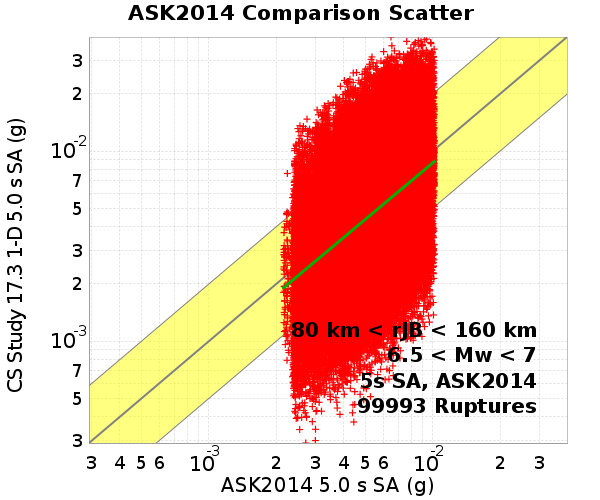 ASK2014 Comparison Scatter
CS Study 17.3 1-D 5.0 s SA (g)
3
2
10-2
7
5
3
2
10-3
7
5
3
80 km < rJB < 160 km
6.5 < Mw < 7
5s SA, ASK2014
99993 Ruptures
3 4 5 6 10-3 2 3 4 5 6 10-2 2 3
ASK2014 5.0 s SA (g)